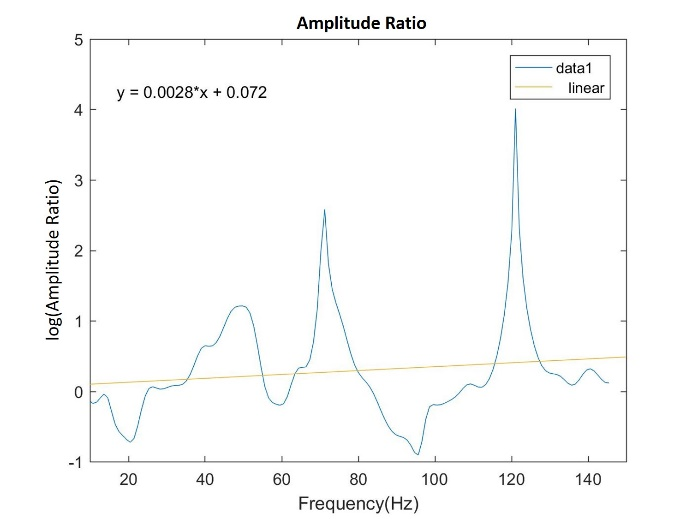 Amplitude Ratio
5
4
3
2
1
0
-1
log(Amplitude Ratio)
y = 0.0028*x + 0.072
data1
linear
20 40 60 80 100 120 140
Frequency(Hz)